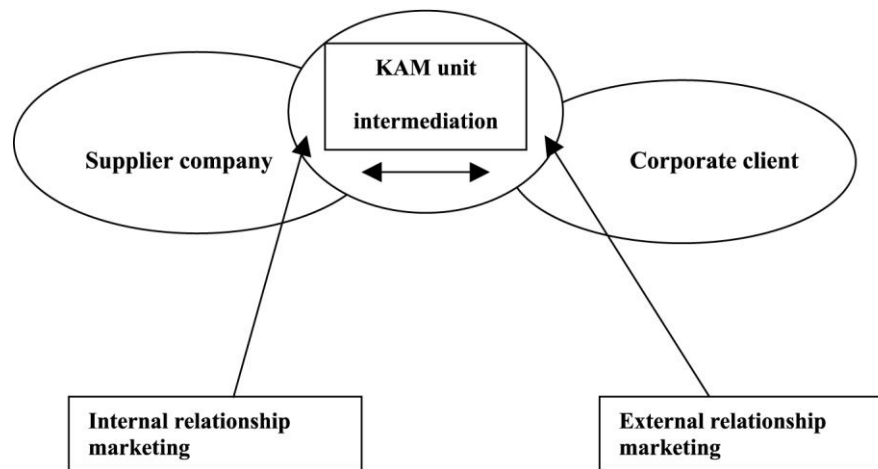 KAM unit
intermediation
Supplier company
Corporate client
Internal relationship
marketing
External relationship
marketing